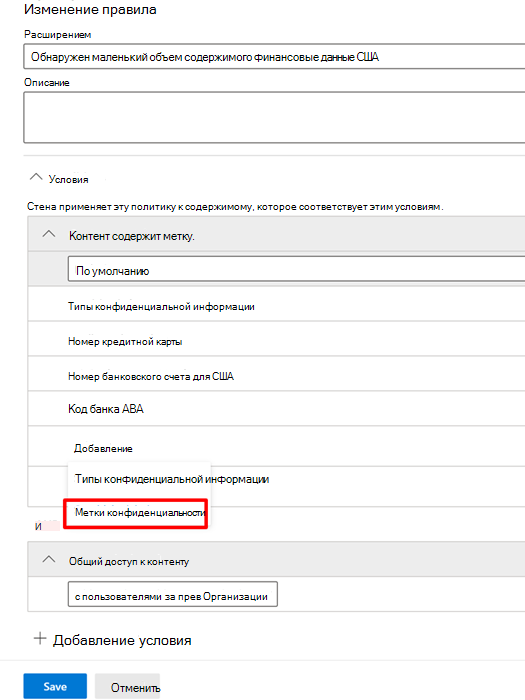 Изменение правила
Расширением
Обнаружен маленький объем содержимого Финансовые данные США
Описание
Условия
Стена применяет эту политику к содержимому, которое соответствует этим условиям.
Контент содержит метку.
По умолчанию
Типы конфиденциальной информации
Номер кредитной карты
Номер банковского счета для США
Код банка ABA
Добавление
Типы конфиденциальной информации
Метки конфиденциальности
И
Общий доступ к контенту
с пользователями за прев Организации
Добавление условия
Save
Отменить